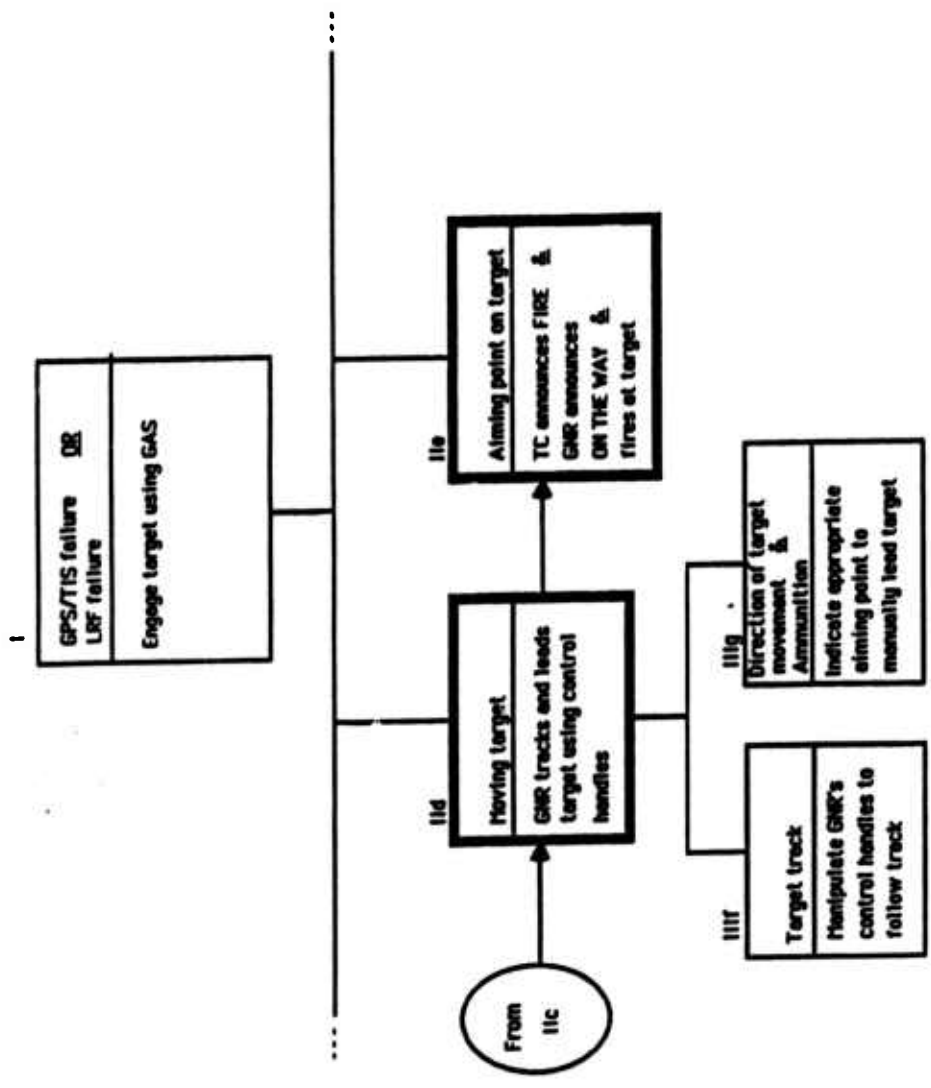 I
GPS/TIS failure OR
LRF failure
Engage target using GAS
...
...
From
IIc
IId
Moving target
GNR tracks and leads
target using control
handles
IIe
Aiming point on target
TC announces FIRE &
GNR announces
ON THE WAY &
fires at target
IIIf
Target track
Manipulate GNR's
control handles to
follow track
IIIg
Direction of target
movement &
Ammunition
Indicate appropriate
aiming point to
manually lead target